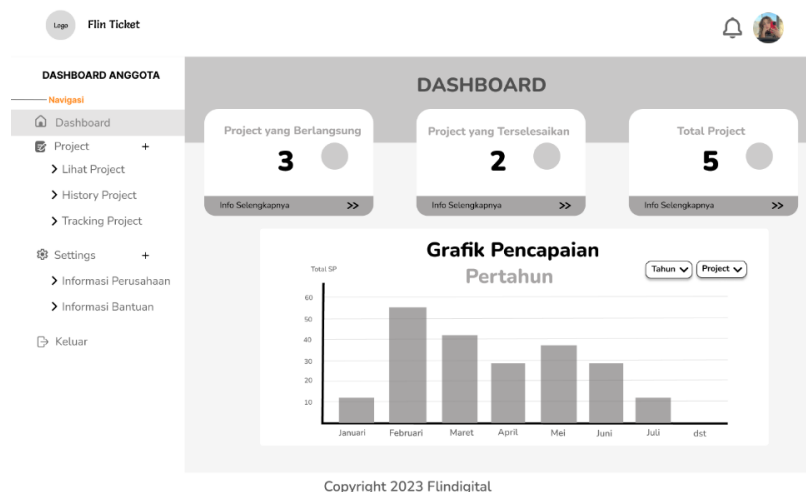 Logo
Flin Ticket
DASHBOARD ANGGOTA
Navigasi
Dashboard
Project +
Lihat Project
History Project
Tracking Project
Settings +
Informasi Perusahaan
Informasi Bantuan
Keluar
DASHBOARD
Project yang Berlangsung
3
Info Selengkapnya >>
Project yang Terselesaikan
2
Info Selengkapnya >>
Total Project
5
Info Selengkapnya >>
Grafik Pencapaian
Pertahun
Tahun
Project
Total SP
60
50
40
30
20
10
Januari Februari Maret April Mei Juni Juli dst
Copyright 2023 Flindigital